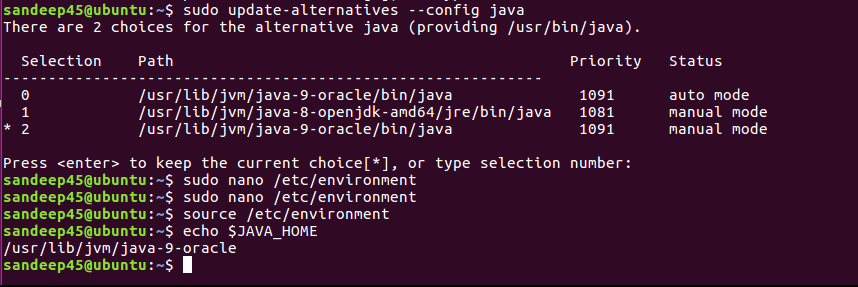 sandeep45@ubuntu:~$ sudo update-alternatives --config java
There are 2 choices for the alternative java (providing /usr/bin/java).
  Selection    Path                                            Priority   Status
------------------------------------------------------------
  0            /usr/lib/jvm/java-9-oracle/bin/java              1091      auto mode
  1            /usr/lib/jvm/java-8-openjdk-amd64/jre/bin/java   1081      manual mode
* 2            /usr/lib/jvm/java-9-oracle/bin/java              1091      manual mode
Press <enter> to keep the current choice[*], or type selection number:
sandeep45@ubuntu:~$ sudo nano /etc/environment
sandeep45@ubuntu:~$ sudo nano /etc/environment
sandeep45@ubuntu:~$ source /etc/environment
sandeep45@ubuntu:~$ echo $JAVA_HOME
/usr/lib/jvm/java-9-oracle
sandeep45@ubuntu:~$